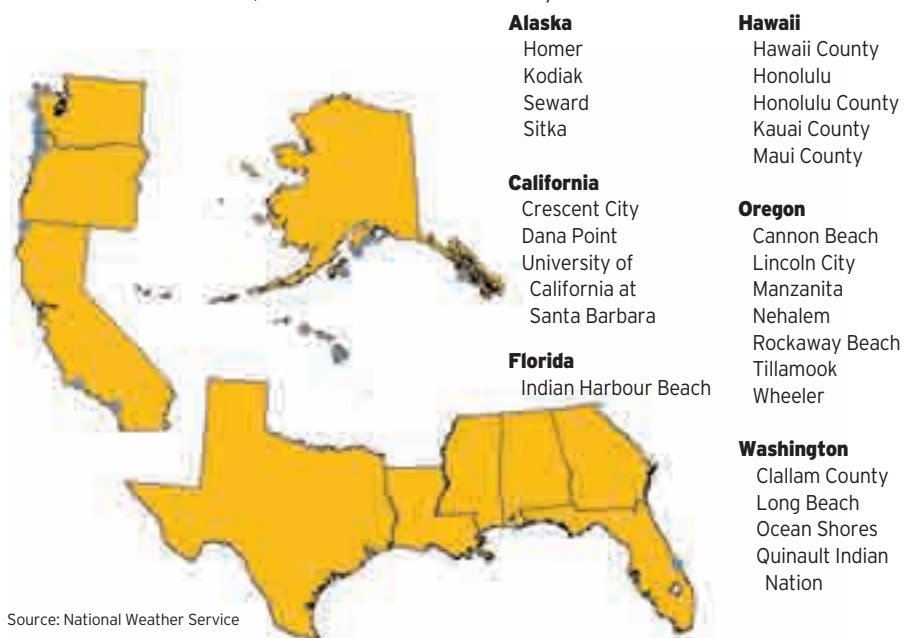 Alaska
Homer
Kodiak
Seward
Sitka
California
Crescent City
Dana Point
University of
California at
Santa Barbara
Florida
Indian Harbour Beach
Hawaii
Hawaii County
Honolulu
Honolulu County
Kauai County
Maui County
Oregon
Cannon Beach
Lincoln City
Manzanita
Nehalem
Rockaway Beach
Tillamook
Wheeler
Washington
Clallam County
Long Beach
Ocean Shores
Quinault Indian
Nation
Source: National Weather Service